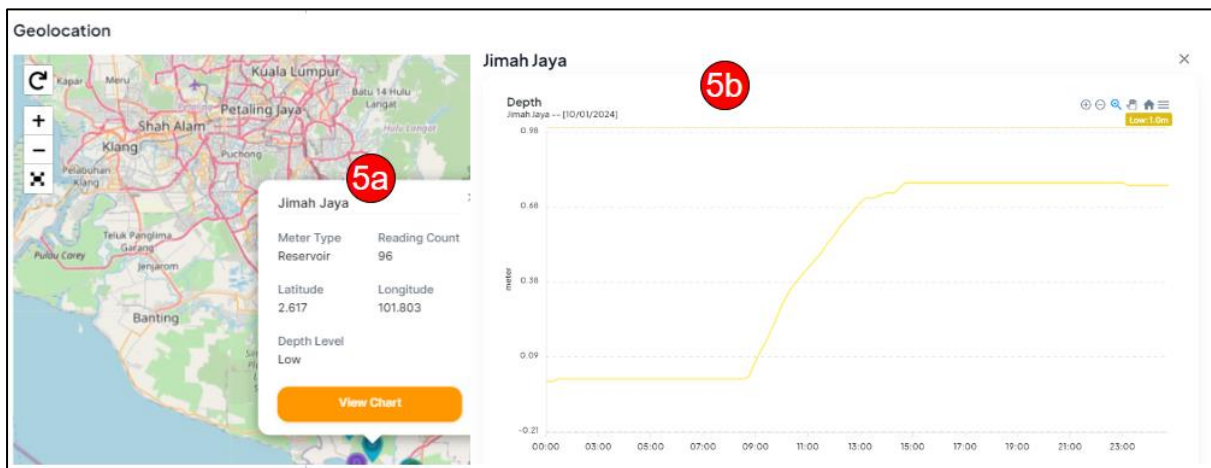 Geolocation
Kapar
Meru
Kuala Lumpur
Batu 14 Hulu
Langat
Petaling Jaya
Shah Alam
Hulu Langat
Klang
Puchong
Pelabuhan
Klang
+
−
5a
Jimah Jaya
Meter Type
Reading Count
Reservoir
96
Latitude
Longitude
2.617
101.803
Depth Level
Low
View Chart
Teluk Panglima
Garang
Pulau Carey
Jenjarom
Banting
Jimah Jaya
5b
×
Depth
Jimah Jaya -- [10/01/2024]
Low: 1.0m
0.98
0.68
0.38
0.09
-0.21
meter
00:00
03:00
05:00
07:00
09:00
11:00
13:00
15:00
17:00
19:00
21:00
23:00